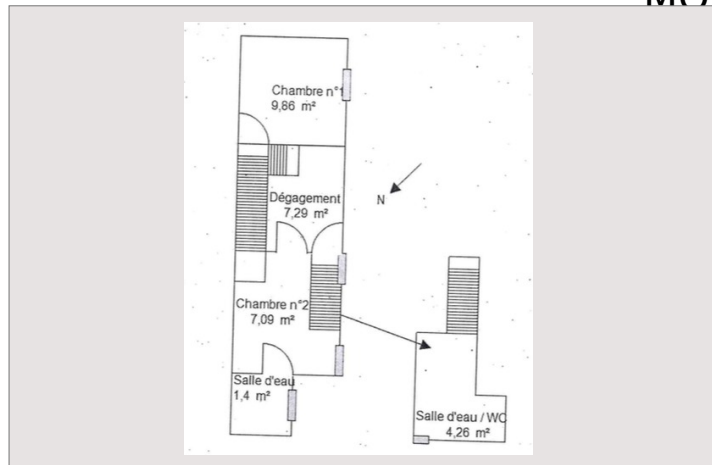 Chambre n°1
9,86 m²
Dégagement
7,29 m²
N
Chambre n°2
7,09 m²
Salle d'eau
1,4 m²
Salle d'eau / WC
4,26 m²